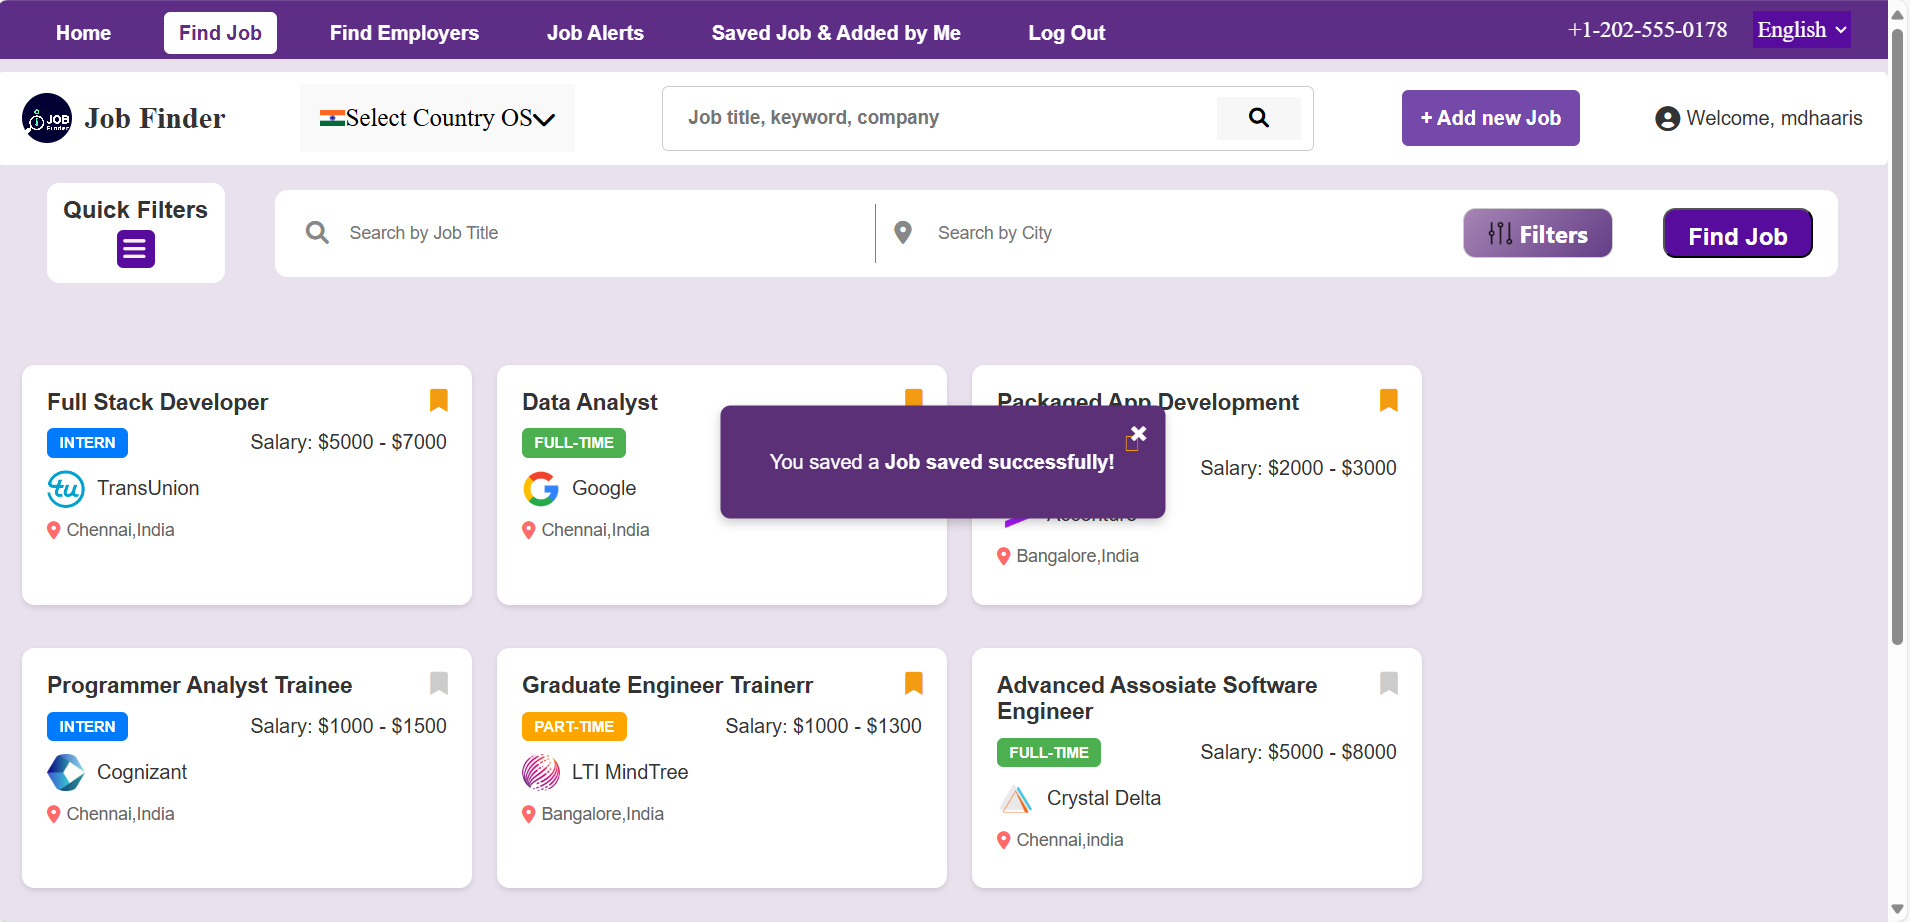 Home Find Job Find Employers Job Alerts Saved Job & Added by Me Log Out +1-202-555-0178 English
JOB
Finder
Job Finder Select Country OS Job title, keyword, company + Add new Job Welcome, mdhaaris
Quick Filters
Search by Job Title Search by City Filters Find Job
Full Stack Developer
INTERN Salary: $5000 - $7000
TransUnion
Chennai,India
Data Analyst
FULL-TIME
Google
Chennai,India
Packaged App Development
Salary: $2000 - $3000
Accenture
Bangalore,India
You saved a Job saved successfully!
Programmer Analyst Trainee
INTERN Salary: $1000 - $1500
Cognizant
Chennai,India
Graduate Engineer Trainerr
PART-TIME Salary: $1000 - $1300
LTI MindTree
Bangalore,India
Advanced Assosiate Software
Engineer
FULL-TIME Salary: $5000 - $8000
Crystal Delta
Chennai,india